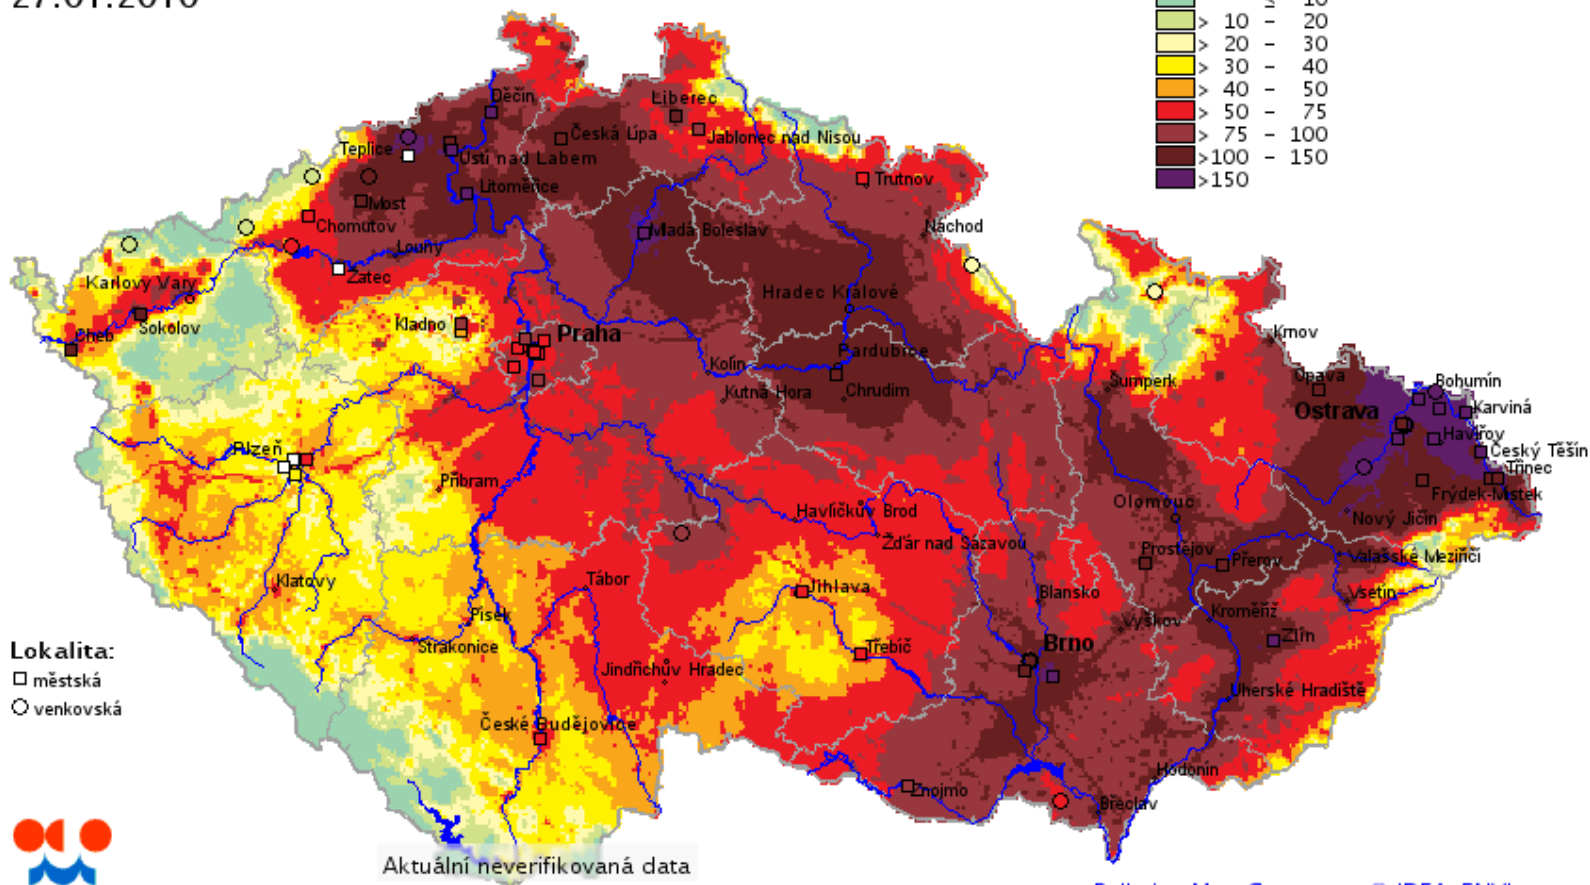 27.01.2010
≤ 10
> 10 - 20
> 20 - 30
> 30 - 40
> 40 - 50
> 50 - 75
> 75 - 100
>100 - 150
>150
Děčín
Liberec
Česká Lípa
Jablonec nad Nisou
Teplice
Ústí nad Labem
Litoměřice
Most
Trutnov
Chomutov
Náchod
Mladá Boleslav
Louny
Žatec
Karlovy Vary
Hradec Králové
Sokolov
Kladno
Praha
Cheb
Krnov
Pardubice
Kolín
Opava
Bohumín
Šumperk
Kutná Hora
Chrudim
Ostrava
Karviná
Havířov
Plzeň
Český Těšín
Třinec
Příbram
Frýdek-Místek
Olomouc
Havlíčkův Brod
Nový Jičín
Žďár nad Sázavou
Prostějov
Přerov
Valašské Meziříčí
Klatovy
Tábor
Jihlava
Blansko
Vsetín
Písek
Kroměříž
Vyškov
Zlín
Strakonice
Třebíč
Brno
Lokalita:
městská
venkovská
Jindřichův Hradec
Uherské Hradiště
České Budějovice
Hodonín
Znojmo
Břeclav
Aktuální neverifikovaná data